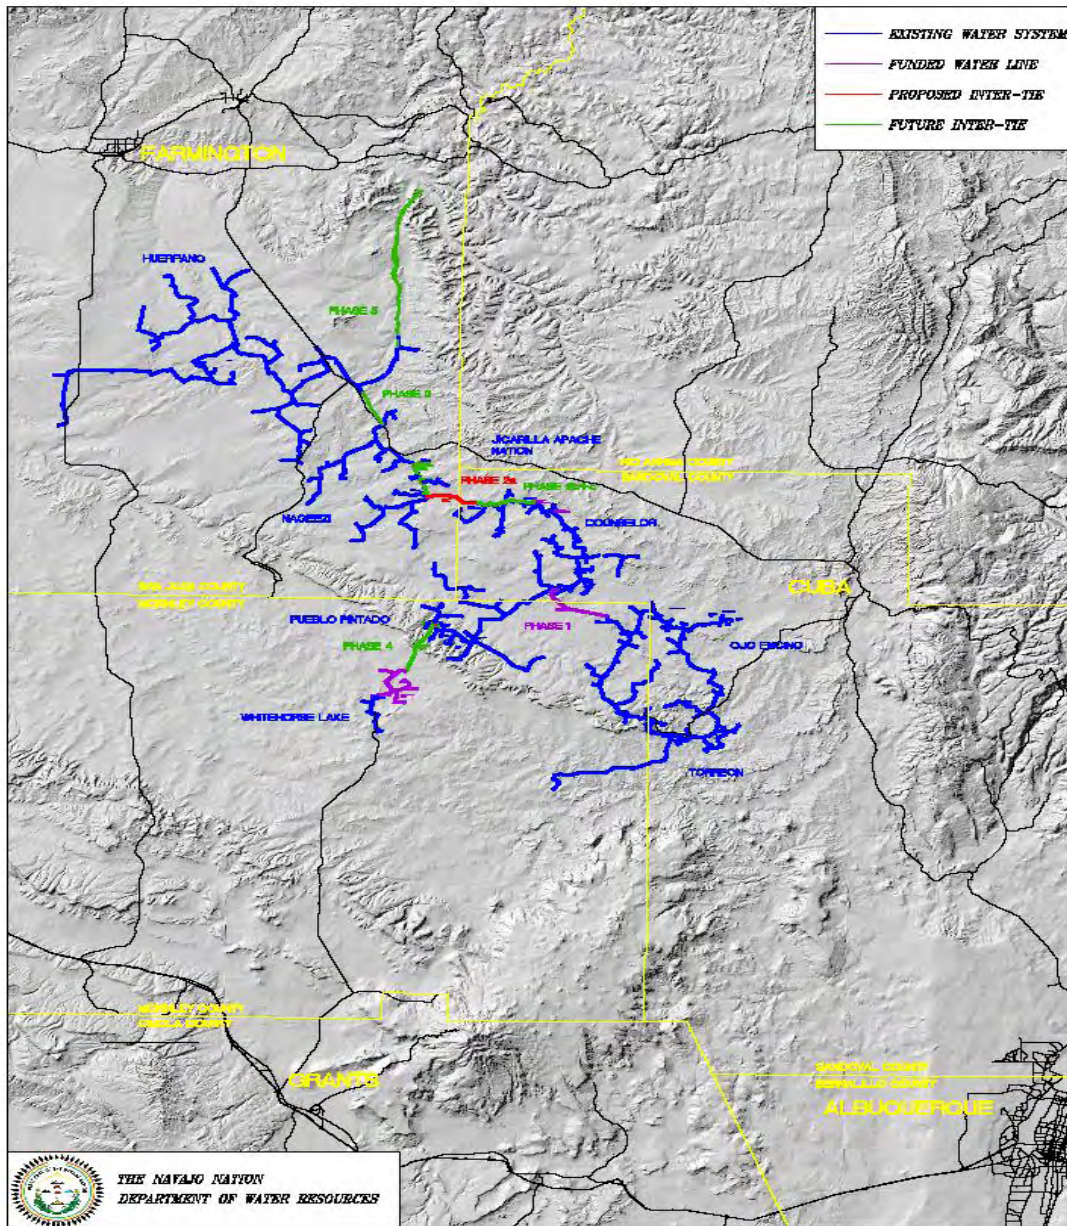 EXISTING WATER SYSTEM
FUNDED WATER LINE
PROPOSED INTER-TIE
FUTURE INTER-TIE
FARMINGTON
HUERFANO
PHASE 5
PHASE 3
JICARILLA APACHE
NATION
RIO ARRIBA COUNTY
SANDOVAL COUNTY
PHASE 2a
PHASE
NAGEEZI
COUNSELOR
SAN JUAN COUNTY
MCKINLEY COUNTY
CUBA
PUEBLO PINTADO
PHASE 1
PHASE 4
OJO ENCINO
WHITEHORSE LAKE
TORREON
MCKINLEY COUNTY
CIBOLA COUNTY
GRANTS
SANDOVAL COUNTY
BERNALILLO COUNTY
ALBUQUERQUE
THE NAVAJO NATION
DEPARTMENT OF WATER RESOURCES